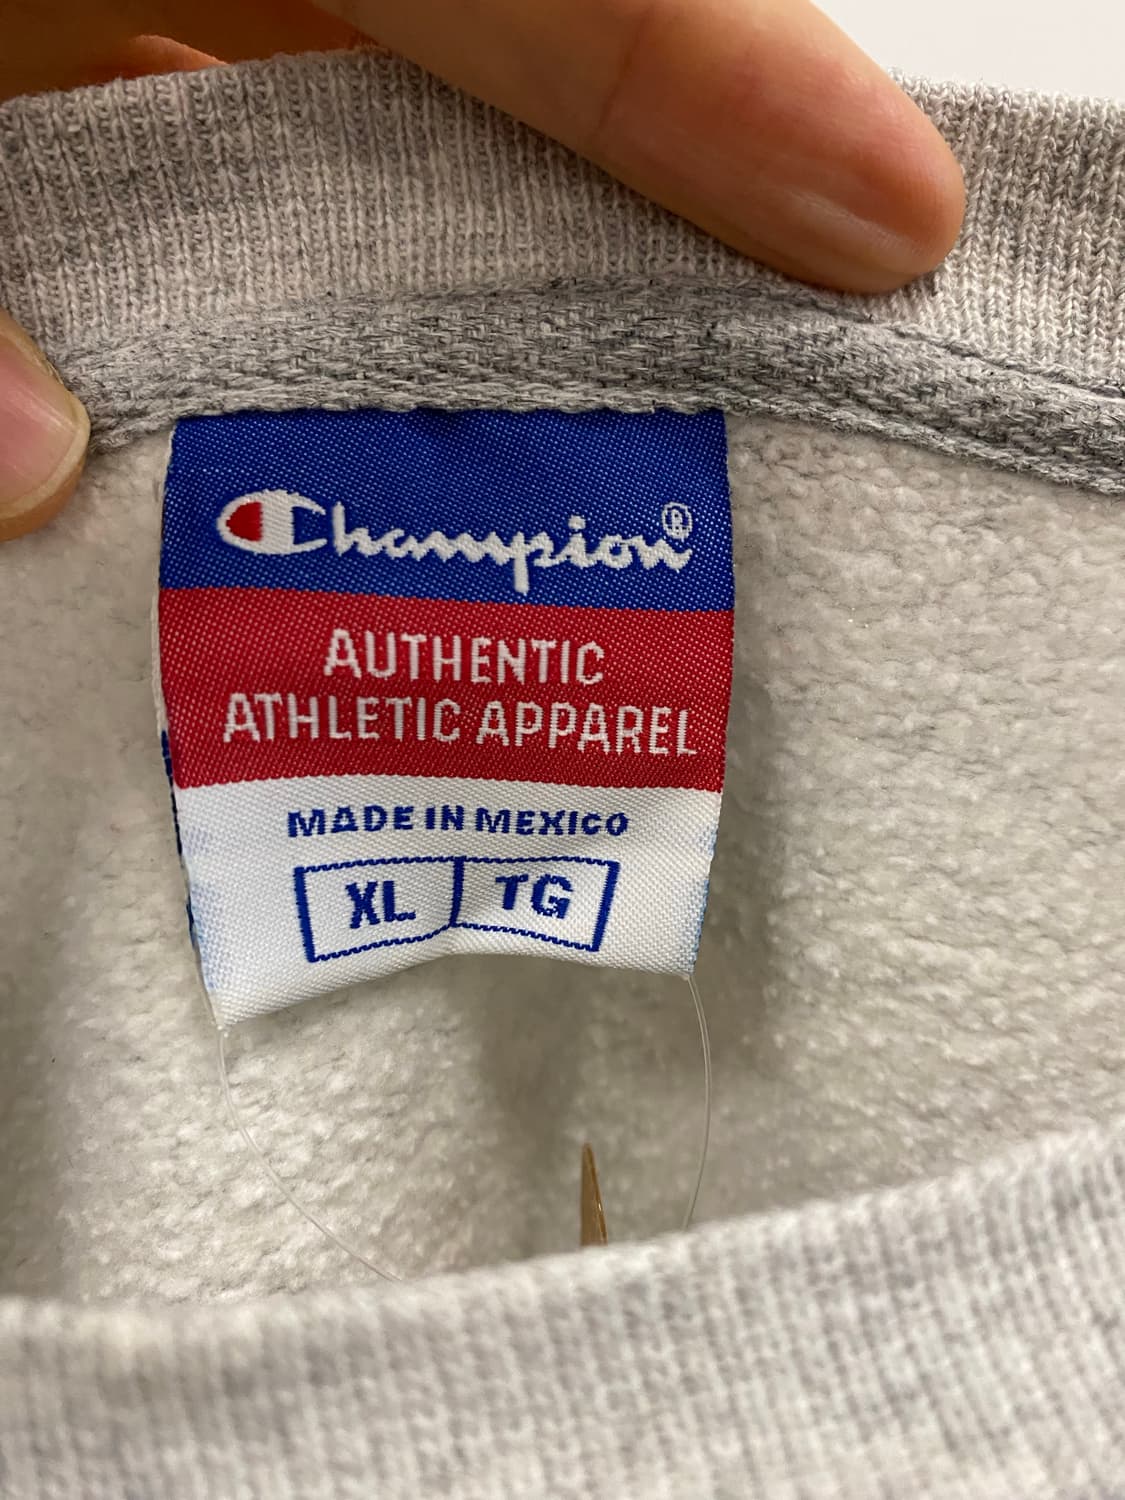 Champion®
AUTHENTIC
ATHLETIC APPAREL
MADE IN MEXICO
XL TG